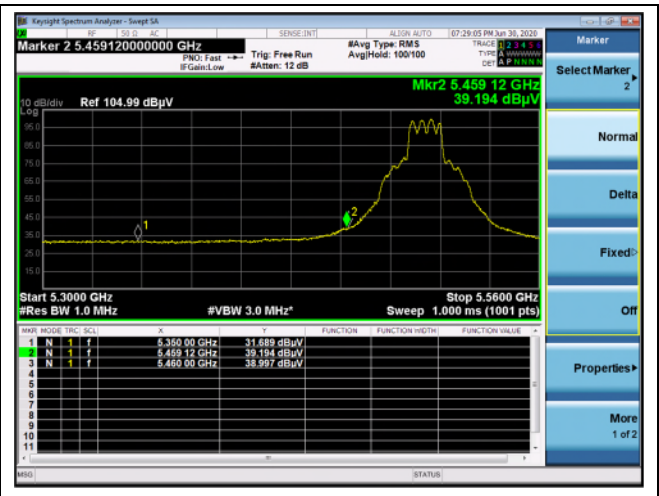 Keysight Spectrum Analyzer - Swept SA
RF 50 Ω AC SENSE:INT ALIGN AUTO 07:29:05 PM Jun 30, 2020
Marker 2 5.459120000000 GHz
PNO: Fast
IFGain:Low
Trig: Free Run
#Atten: 12 dB
#Avg Type: RMS
Avg|Hold: 100/100
TRACE 1 2 3 4 5 6
TYPE A WWWWW
DET A P N N N N
Mkr2 5.459 12 GHz
39.194 dBµV
10 dB/div Ref 104.99 dBµV
Log
95.0
85.0
75.0
65.0
55.0
45.0
35.0
25.0
15.0
1
2
Start 5.3000 GHz Stop 5.5600 GHz
#Res BW 1.0 MHz #VBW 3.0 MHz* Sweep 1.000 ms (1001 pts)
MKR MODE TRC SCL X Y FUNCTION FUNCTION WIDTH FUNCTION VALUE
1 N 1 f 5.350 00 GHz 31.689 dBµV
2 N 1 f 5.459 12 GHz 39.194 dBµV
3 N 1 f 5.460 00 GHz 38.997 dBµV
4
5
6
7
8
9
10
11
MSG STATUS
Marker
Select Marker
2
Normal
Delta
Fixed
Off
Properties
More
1 of 2